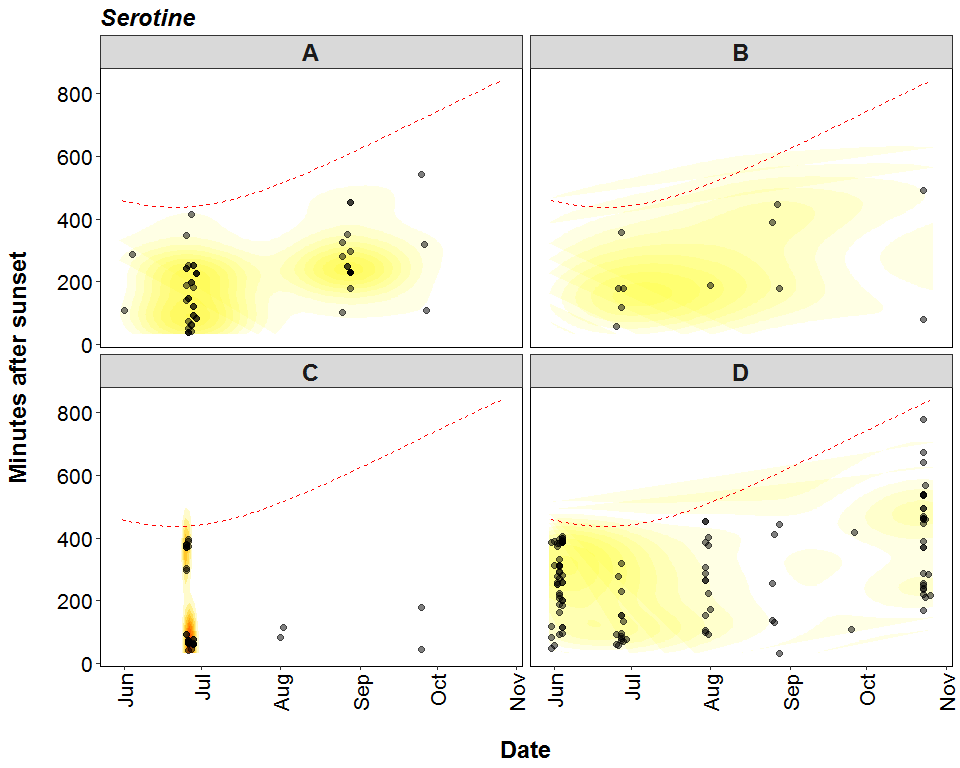 Serotine
A B
800
600
400
200
0
C D
800
600
400
200
0
Jun Jul Aug Sep Oct Nov Jun Jul Aug Sep Oct Nov
Minutes after sunset
Date